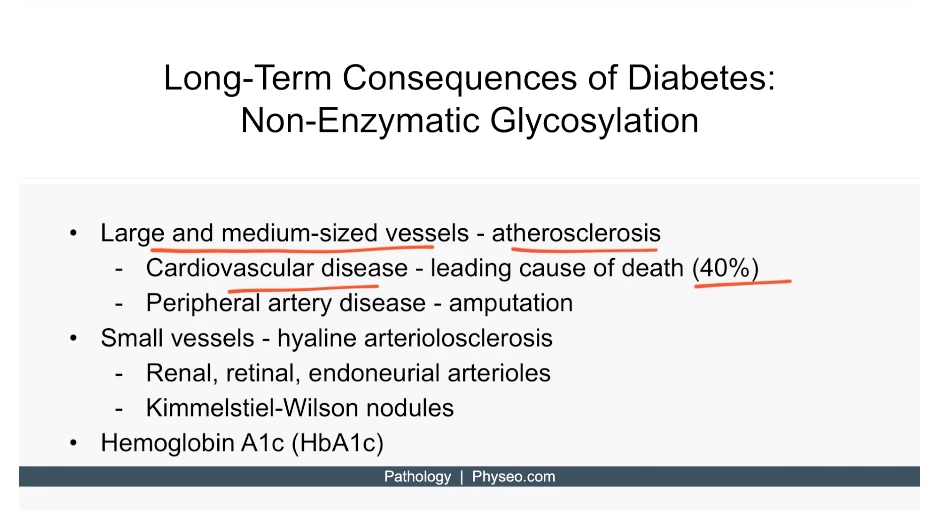 Long-Term Consequences of Diabetes:
Non-Enzymatic Glycosylation
• Large and medium-sized vessels - atherosclerosis
- Cardiovascular disease - leading cause of death (40%)
- Peripheral artery disease - amputation
• Small vessels - hyaline arteriolosclerosis
- Renal, retinal, endoneurial arterioles
- Kimmelstiel-Wilson nodules
• Hemoglobin A1c (HbA1c)
Pathology | Physeo.com